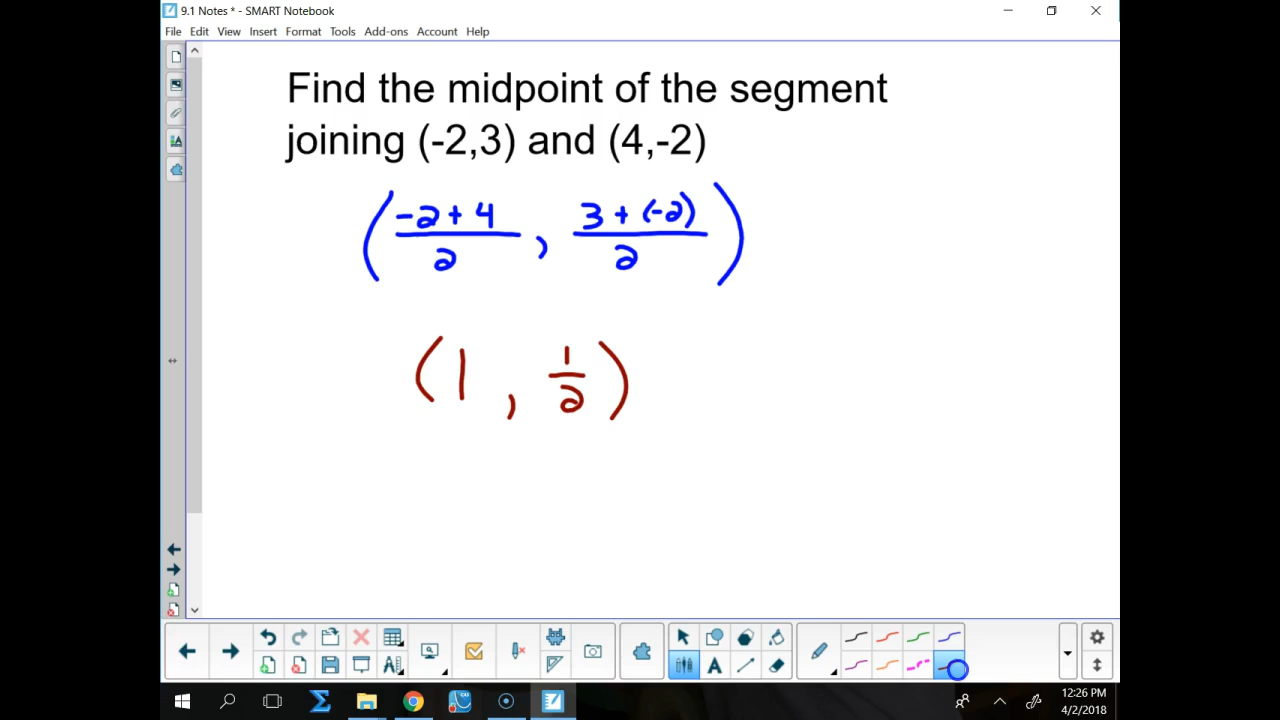 9.1 Notes * - SMART Notebook
File Edit View Insert Format Tools Add-ons Account Help
Find the midpoint of the segment
joining (-2,3) and (4,-2)
(-2+4/2, 3+(-2)/2)
(1, 1/2)
12:26 PM
4/2/2018